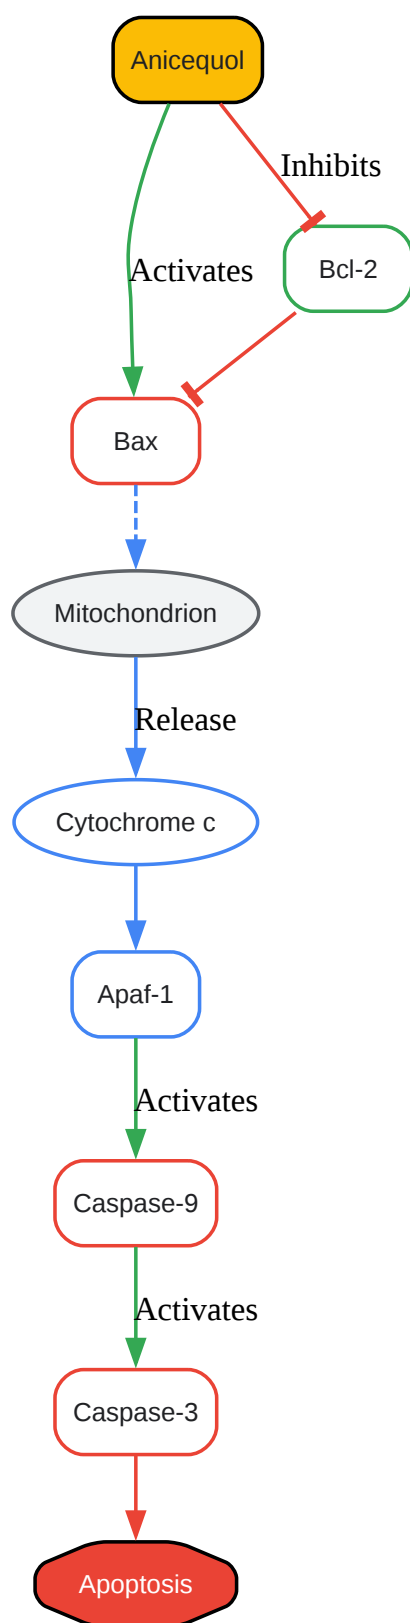 Anicequol
Inhibits
Activates
Bcl-2
Bax
Mitochondrion
Release
Cytochrome c
Apaf-1
Activates
Caspase-9
Activates
Caspase-3
Apoptosis